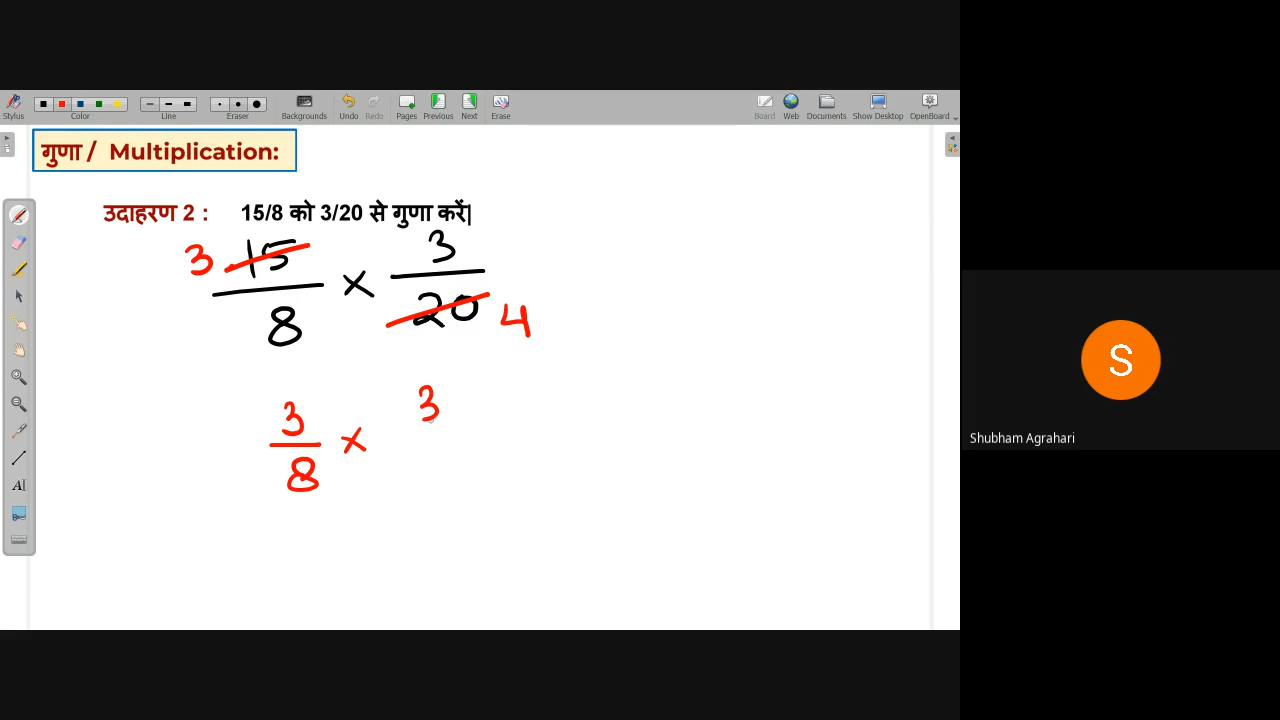 Stylus Color Line Eraser Backgrounds Undo Redo Pages Previous Next Erase Board Web Documents Show Desktop OpenBoard
गुणा / Multiplication:
उदाहरण 2 : 15/8 को 3/20 से गुणा करें|
3 15 3
×
8 20 4
3 3
×
8
S
Shubham Agrahari